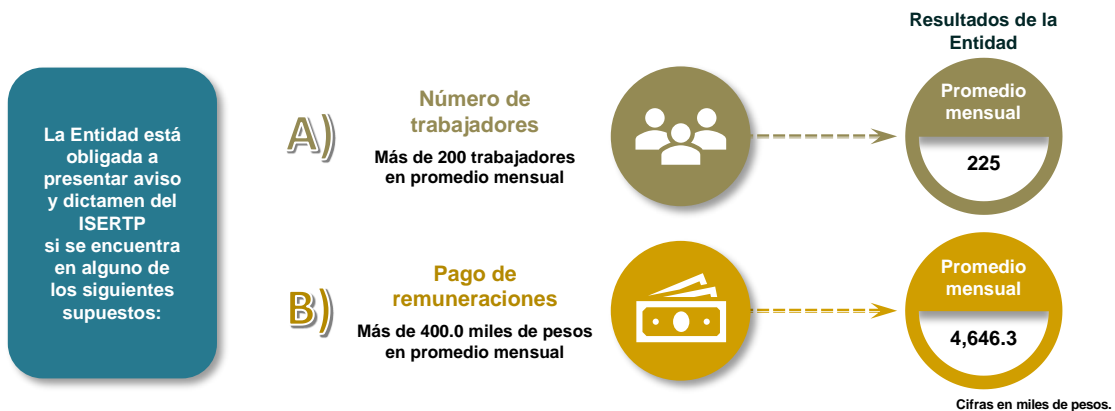 Resultados de la
Entidad
La Entidad está
obligada a
presentar aviso
y dictamen del
ISERTP
si se encuentra
en alguno de
los siguientes
supuestos:
A)
Número de
trabajadores
Más de 200 trabajadores
en promedio mensual
Promedio
mensual
225
B)
Pago de
remuneraciones
Más de 400.0 miles de pesos
en promedio mensual
Promedio
mensual
4,646.3
Cifras en miles de pesos.